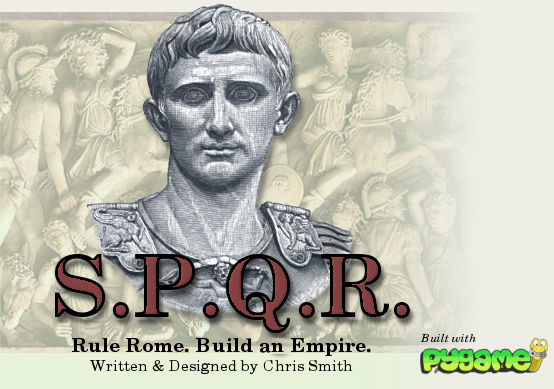 S.P.Q.R.
Rule Rome. Build an Empire.
Written & Designed by Chris Smith
Built with
pygame